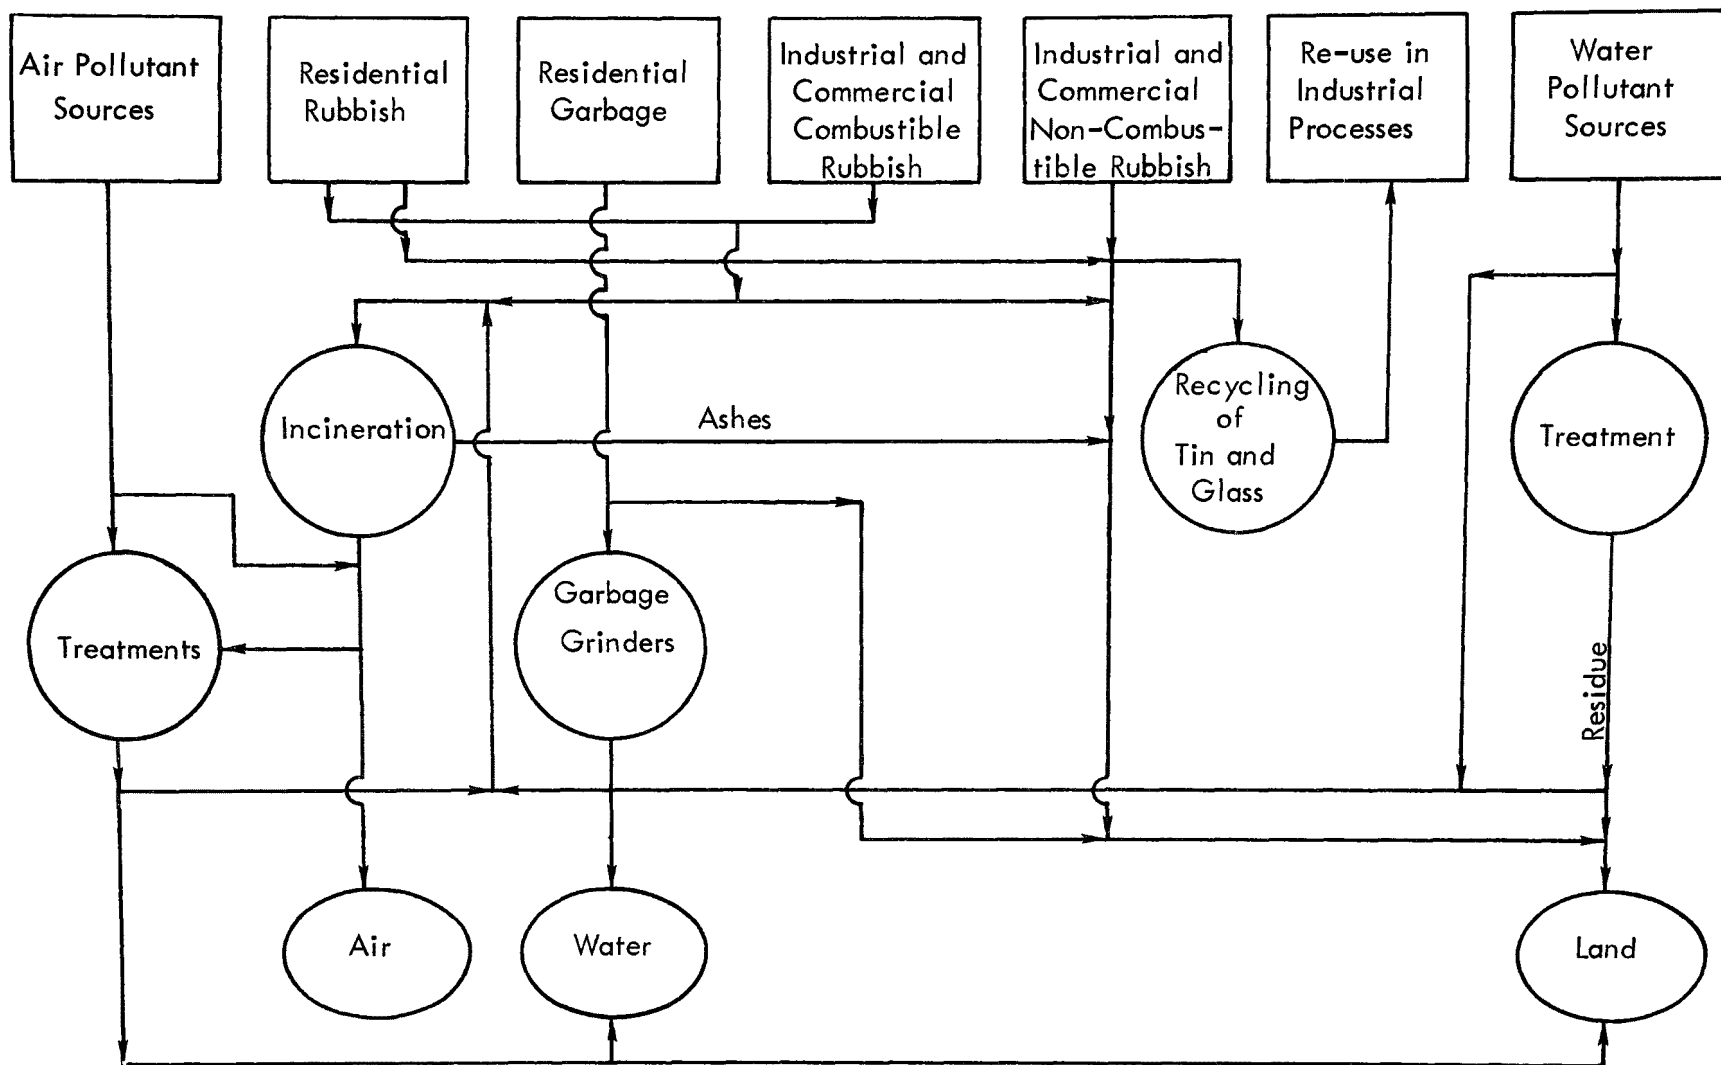 Air Pollutant
Sources
Residential
Rubbish
Residential
Garbage
Industrial and
Commercial
Combustible
Rubbish
Industrial and
Commercial
Non-Combus-
tible Rubbish
Re-use in
Industrial
Processes
Water
Pollutant
Sources
Incineration
Ashes
Recycling
of
Tin and
Glass
Treatment
Treatments
Garbage
Grinders
Residue
Air
Water
Land